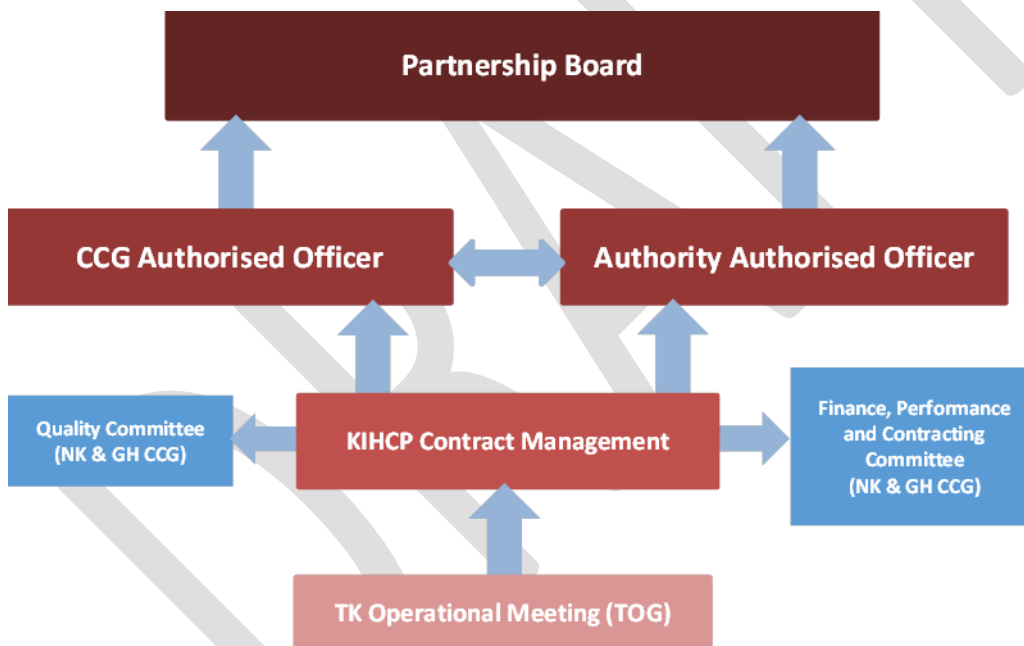 Partnership Board
CCG Authorised Officer
Authority Authorised Officer
Quality Committee
(NK & GH CCG)
KIHCP Contract Management
Finance, Performance
and Contracting
Committee
(NK & GH CCG)
TK Operational Meeting (TOG)